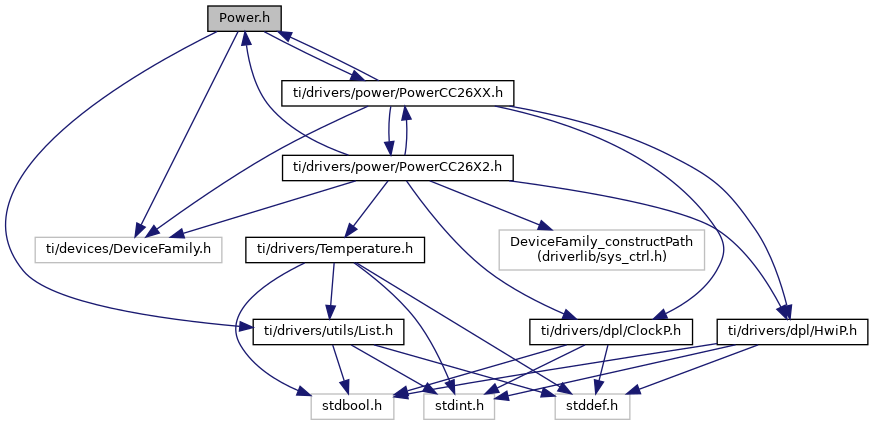 Power.h
ti/drivers/power/PowerCC26XX.h
ti/drivers/power/PowerCC26X2.h
ti/devices/DeviceFamily.h
ti/drivers/Temperature.h
DeviceFamily_constructPath
(driverlib/sys_ctrl.h)
ti/drivers/utils/List.h
ti/drivers/dpl/ClockP.h
ti/drivers/dpl/HwiP.h
stdbool.h
stdint.h
stddef.h